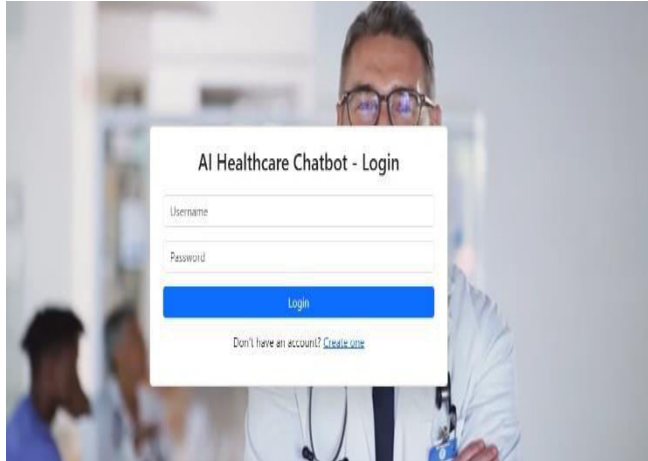 AI Healthcare Chatbot - Login
Username
Password
Login
Don't have an account? Create one